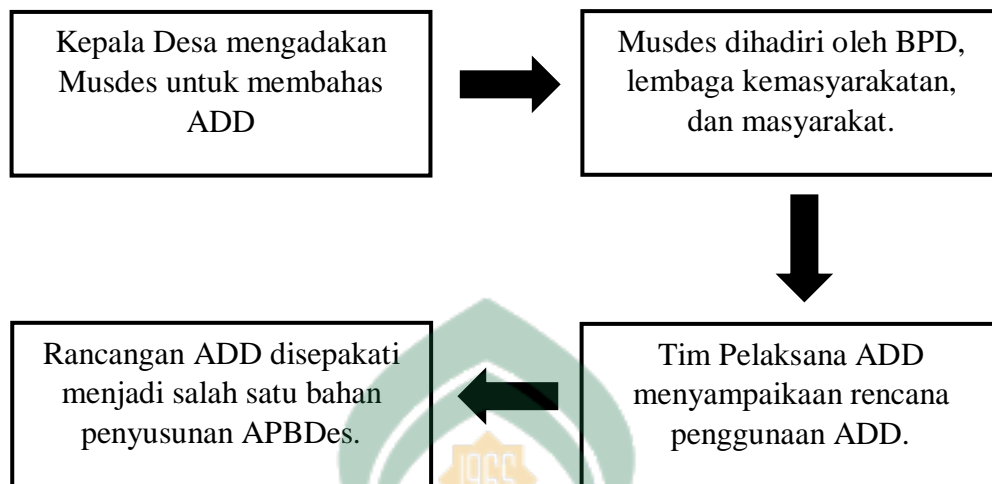 Kepala Desa mengadakan
Musdes untuk membahas
ADD
Musdes dihadiri oleh BPD,
lembaga kemasyarakatan,
dan masyarakat.
Tim Pelaksana ADD
menyampaikaan rencana
penggunaan ADD.
Rancangan ADD disepakati
menjadi salah satu bahan
penyusunan APBDes.
1965